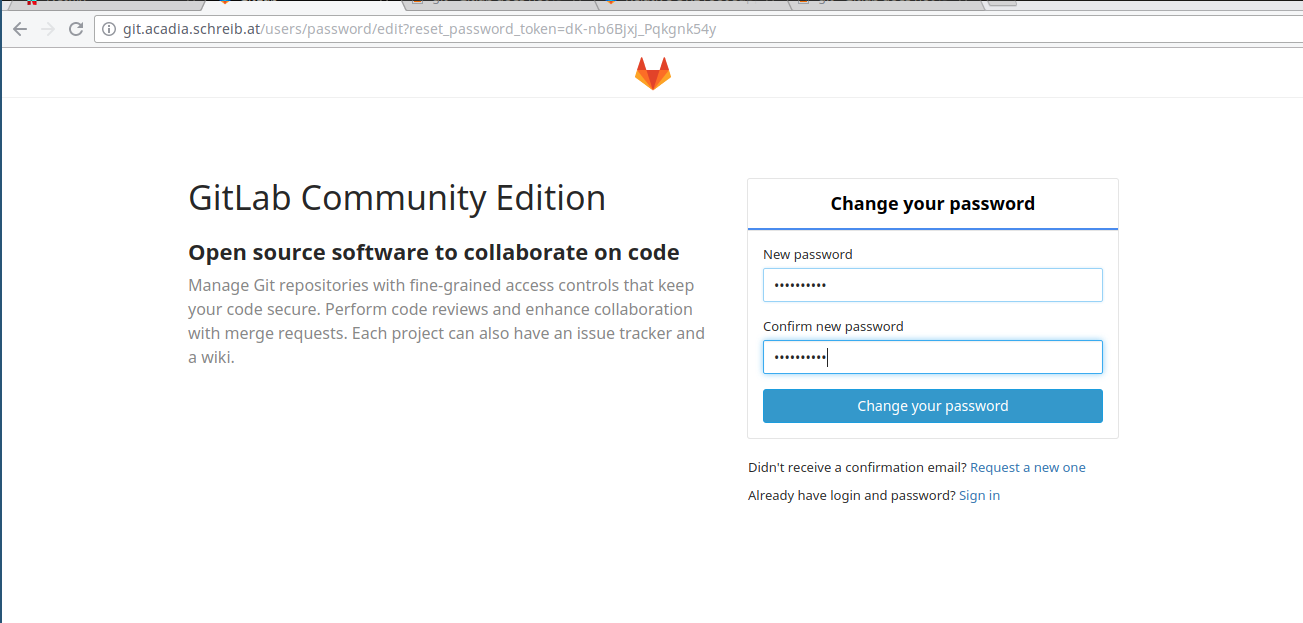 git.acadia.schreib.at/users/password/edit?reset_password_token=dK-nb6Bjxj_Pqkgnk54y
GitLab Community Edition
Open source software to collaborate on code
Manage Git repositories with fine-grained access controls that keep
your code secure. Perform code reviews and enhance collaboration
with merge requests. Each project can also have an issue tracker and
a wiki.
Change your password
New password
••••••••••
Confirm new password
••••••••••
Change your password
Didn't receive a confirmation email? Request a new one
Already have login and password? Sign in